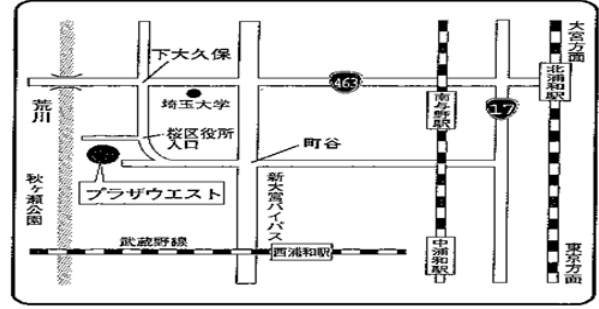 下大久保
大宮方面
463
北浦和駅
埼玉大学
南与野駅
17
荒川
桜区役所
入口
町谷
プラザウエスト
秋ヶ瀬公園
新大宮バイパス
武蔵野線
西浦和駅
中浦和駅
東京方面